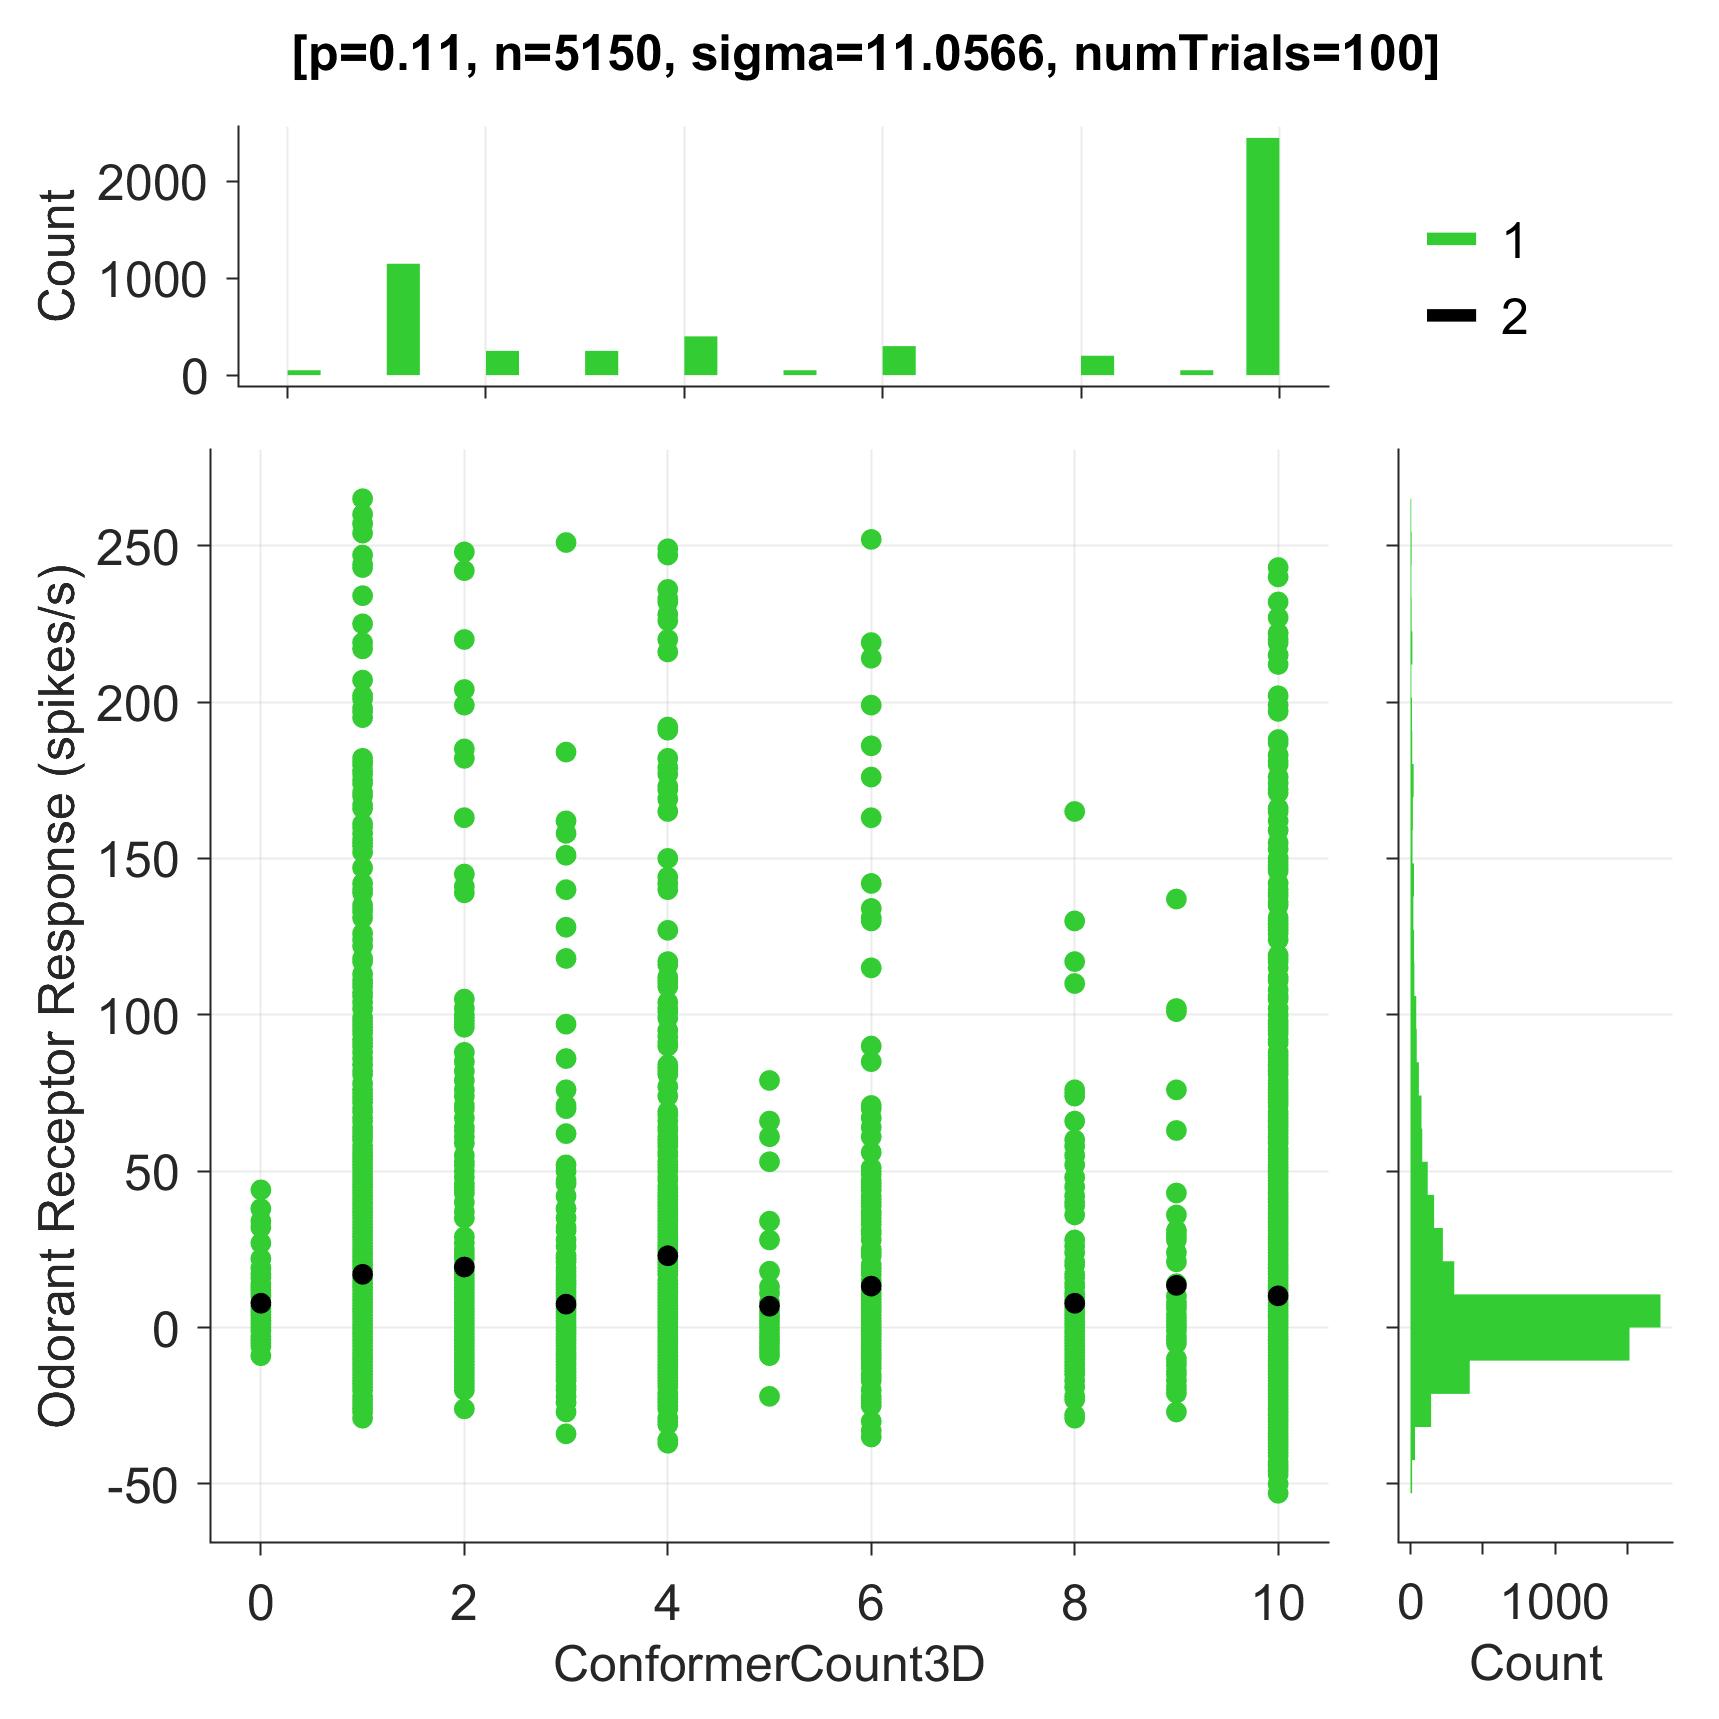 [p=0.11, n=5150, sigma=11.0566, numTrials=100]
Count
2000
1000
0
1
2
Odorant Receptor Response (spikes/s)
250
200
150
100
50
0
-50
0 2 4 6 8 10
ConformerCount3D
0 1000
Count